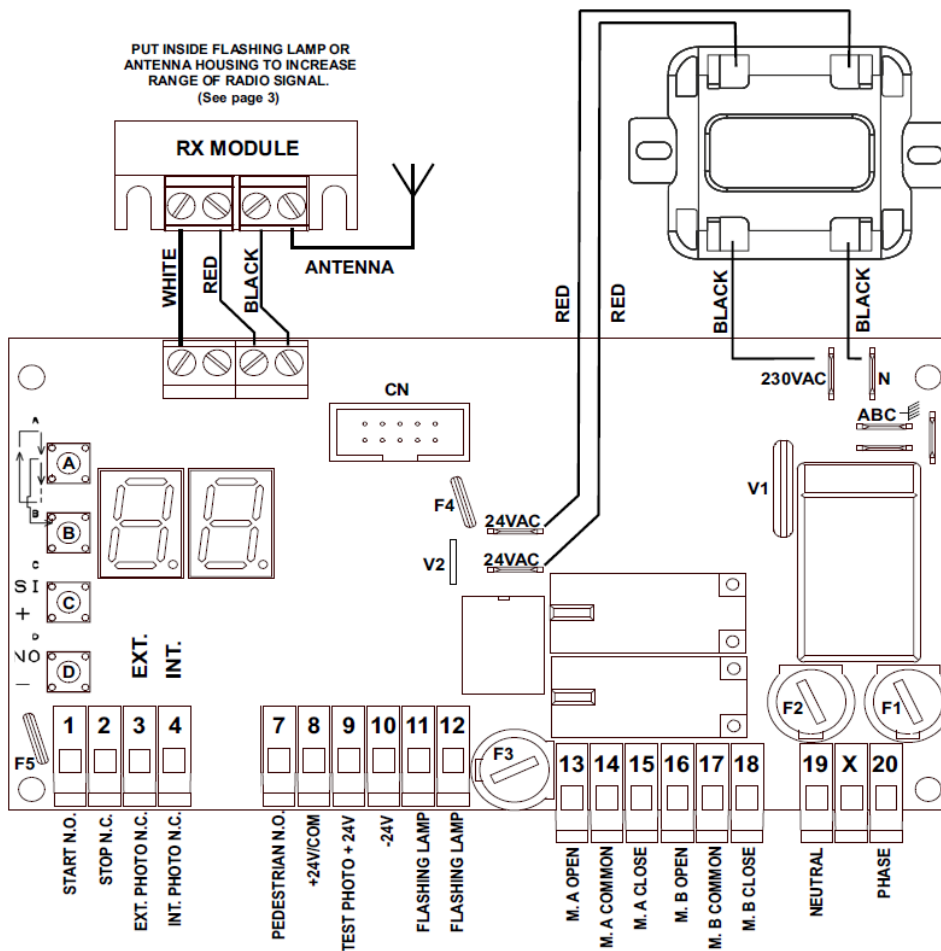 PUT INSIDE FLASHING LAMP OR
ANTENNA HOUSING TO INCREASE
RANGE OF RADIO SIGNAL.
(See page 3)
RX MODULE
WHITE
RED
BLACK
ANTENNA
RED
RED
BLACK
BLACK
230VAC
N
CN
ABC
A
A
B
B
C
SI
+
C
D
NO
-
D
F4
V1
24VAC
V2
24VAC
EXT.
INT.
F5
F3
F2
F1
1
2
3
4
7
8
9
10
11
12
13
14
15
16
17
18
19
X
20
START N.O.
STOP N.C.
EXT. PHOTO N.C.
INT. PHOTO N.C.
PEDESTRIAN N.O.
+24V/COM
TEST PHOTO + 24V
-24V
FLASHING LAMP
FLASHING LAMP
M. A OPEN
M. A COMMON
M. A CLOSE
M. B OPEN
M. B COMMON
M. B CLOSE
NEUTRAL
PHASE